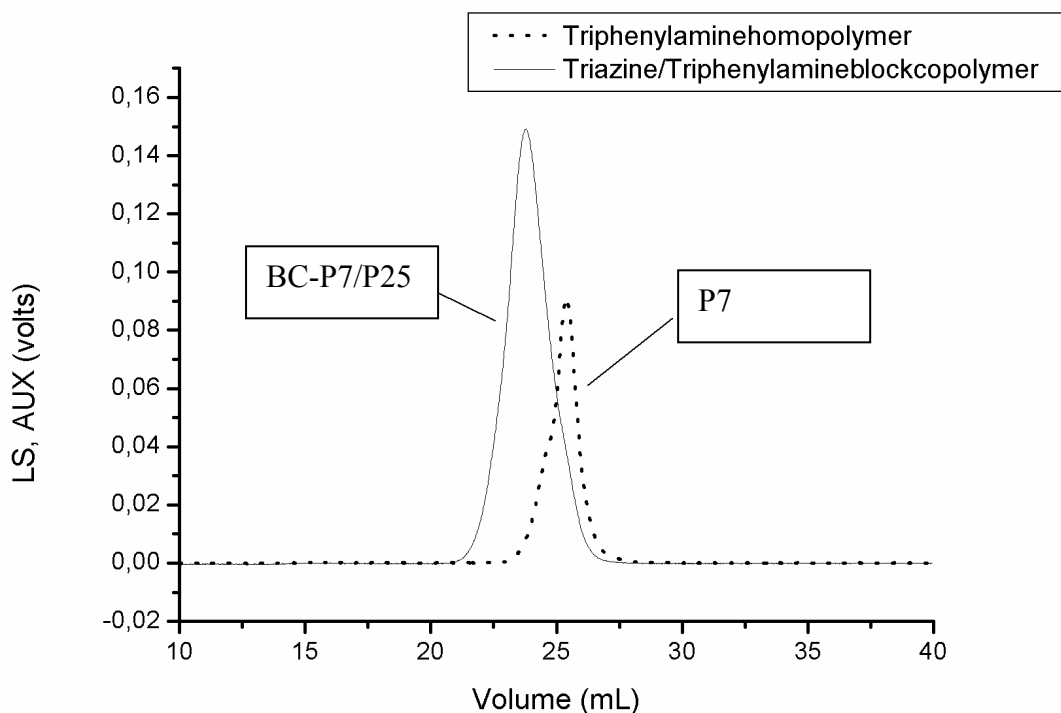 Triphenylaminehomopolymer
Triazine/Triphenylamineblockcopolymer
0,16
0,14
0,12
0,10
0,08
0,06
0,04
0,02
0,00
-0,02
LS, AUX (volts)
BC-P7/P25
P7
10 15 20 25 30 35 40
Volume (mL)